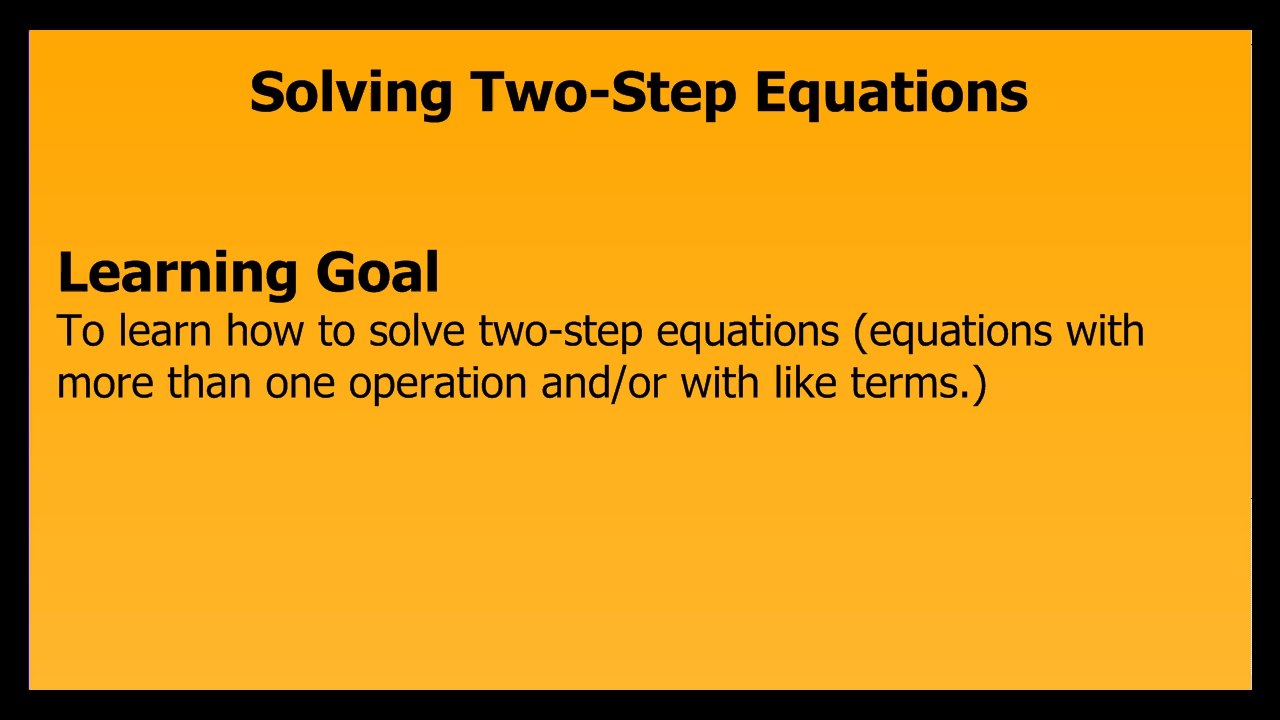 Solving Two-Step Equations
Learning Goal
To learn how to solve two-step equations (equations with
more than one operation and/or with like terms.)